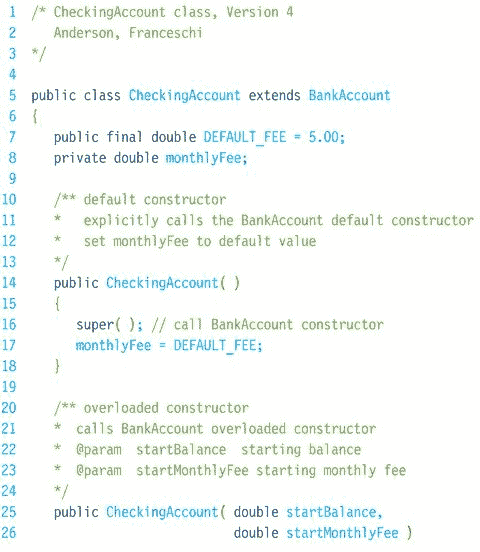 1 /* CheckingAccount class, Version 4
2 Anderson, Franceschi
3 */
4
5 public class CheckingAccount extends BankAccount
6 {
7 public final double DEFAULT_FEE = 5.00;
8 private double monthlyFee;
9
10 /** default constructor
11 * explicitly calls the BankAccount default constructor
12 * set monthlyFee to default value
13 */
14 public CheckingAccount( )
15 {
16 super( ); // call BankAccount constructor
17 monthlyFee = DEFAULT_FEE;
18 }
19
20 /** overloaded constructor
21 * calls BankAccount overloaded constructor
22 * @param startBalance starting balance
23 * @param startMonthlyFee starting monthly fee
24 */
25 public CheckingAccount( double startBalance,
26 double startMonthlyFee )